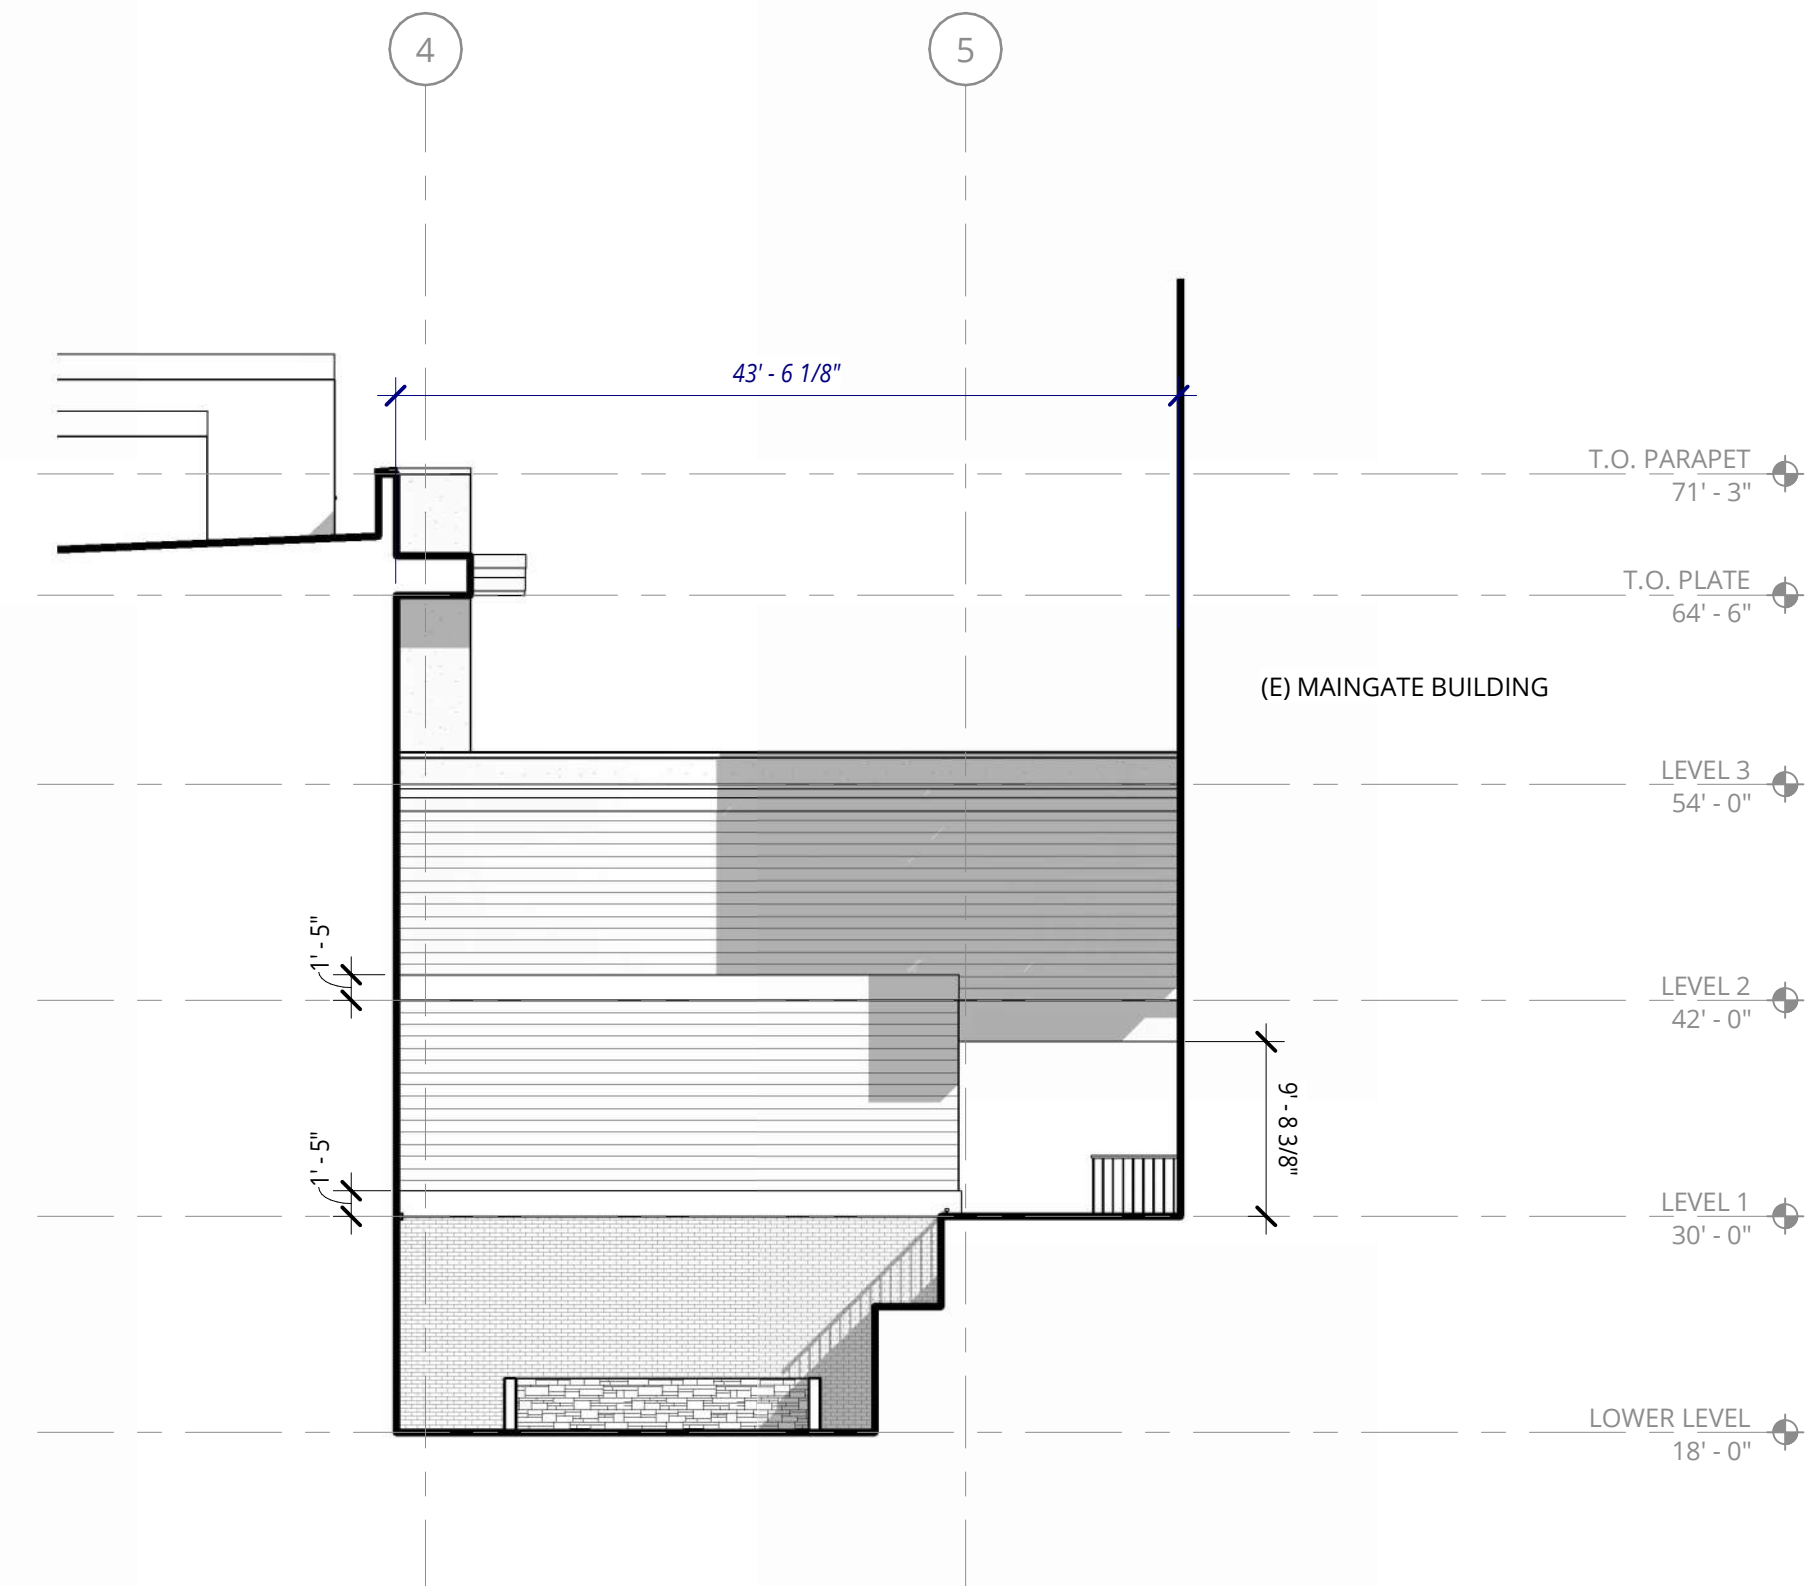 4
5
43' - 6 1/8"
T.O. PARAPET
71' - 3"
T.O. PLATE
64' - 6"
(E) MAINGATE BUILDING
LEVEL 3
54' - 0"
1' - 5"
LEVEL 2
42' - 0"
9' - 8 3/8"
1' - 5"
LEVEL 1
30' - 0"
LOWER LEVEL
18' - 0"